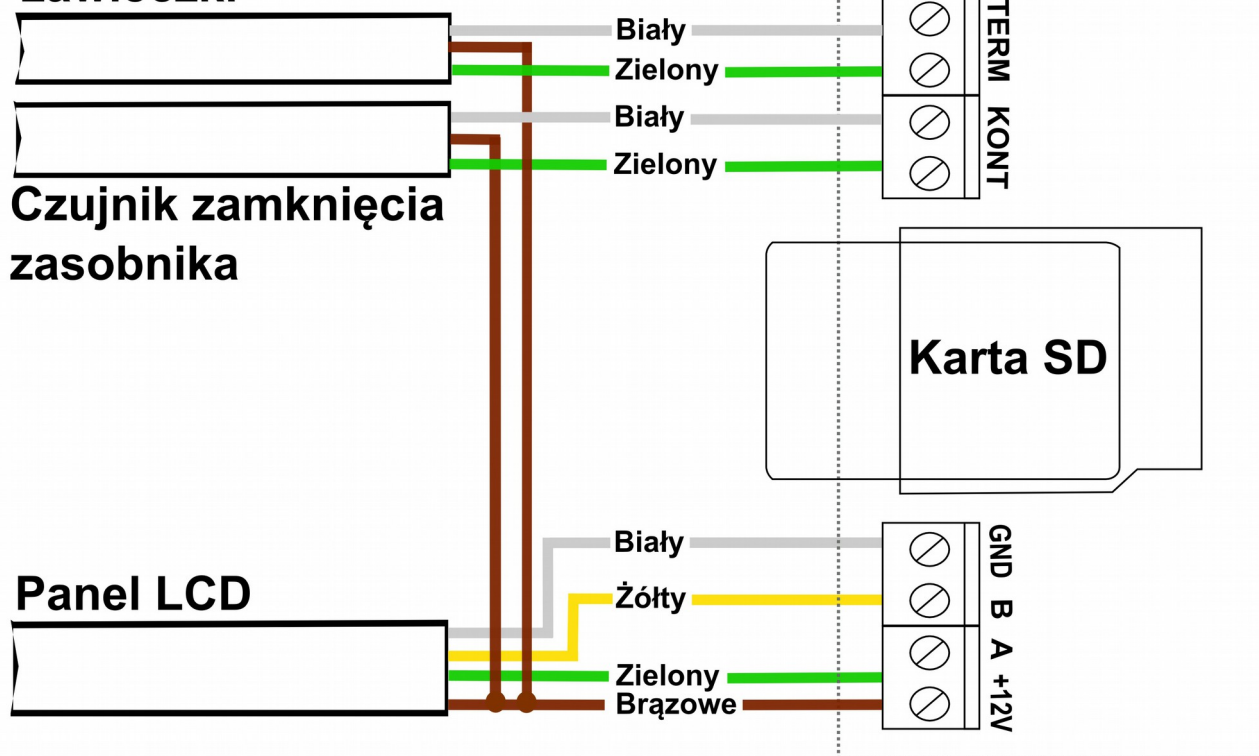 Biały
TERM
Zielony
Biały
KONT
Zielony
Czujnik zamknięcia
zasobnika
Karta SD
Biały
GND
Panel LCD
Żółty
B
A
Zielony
+12V
Brązowe